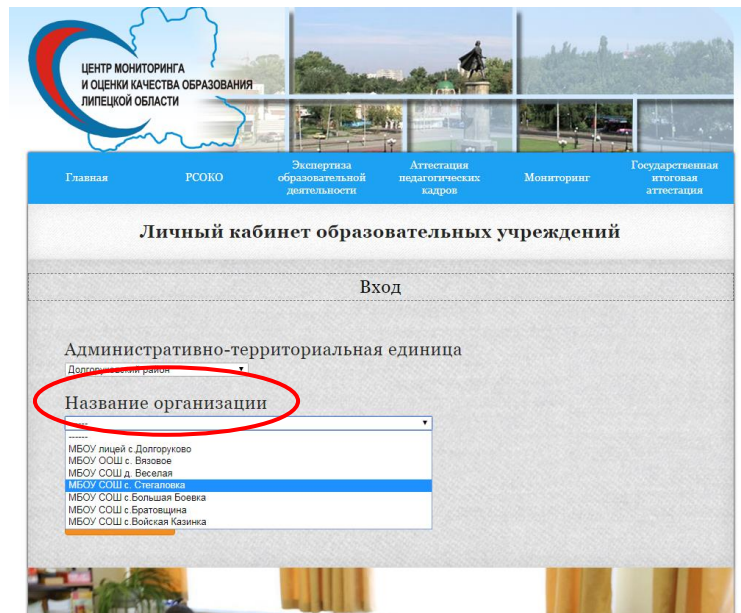 ЦЕНТР МОНИТОРИНГА
И ОЦЕНКИ КАЧЕСТВА ОБРАЗОВАНИЯ
ЛИПЕЦКОЙ ОБЛАСТИ
Главная
РСОКО
Экспертиза
образовательной
деятельности
Аттестация
педагогических
кадров
Мониторинг
Государственная
итоговая
аттестация
Личный кабинет образовательных учреждений
Вход
Административно-территориальная единица
Долгоруковский район
Название организации
------
------
МБОУ лицей с.Долгоруково
МБОУ ООШ с. Вязовое
МБОУ СОШ д. Веселая
МБОУ СОШ с. Стегаловка
МБОУ СОШ с.Большая Боевка
МБОУ СОШ с.Братовщина
МБОУ СОШ с.Войская Казинка